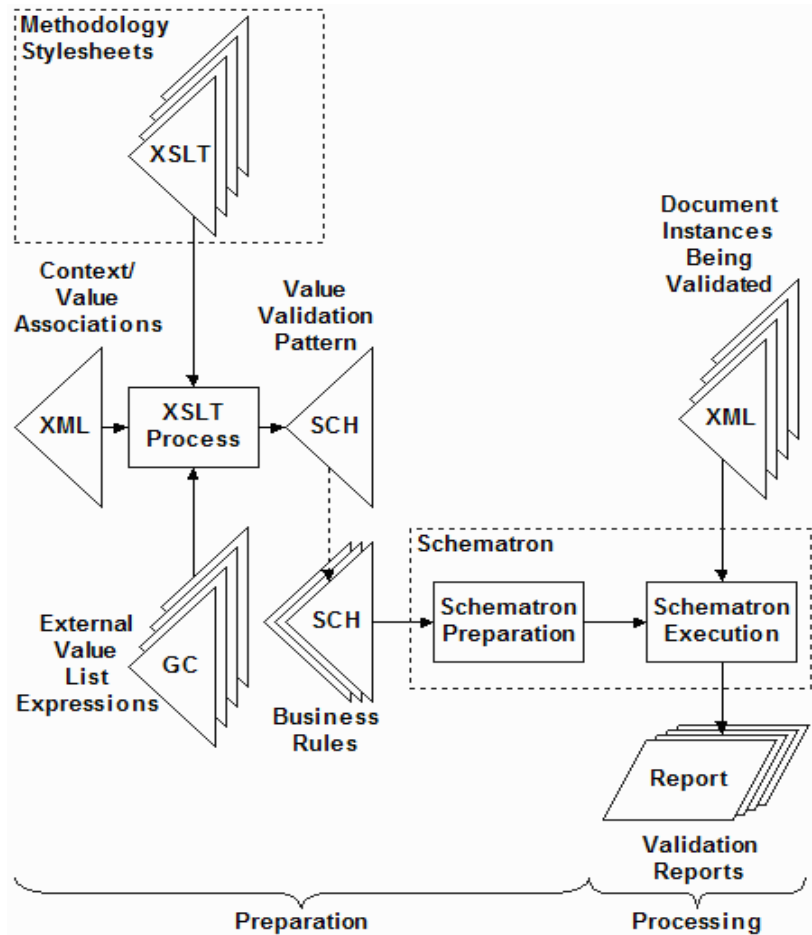 Methodology
Stylesheets
XSLT
Document
Instances
Being
Validated
Context/
Value
Associations
Value
Validation
Pattern
XML
XSLT
Process
SCH
XML
Schematron
External
Value
List
Expressions
GC
SCH
Schematron
Preparation
Schematron
Execution
Business
Rules
Report
Validation
Reports
Preparation
Processing